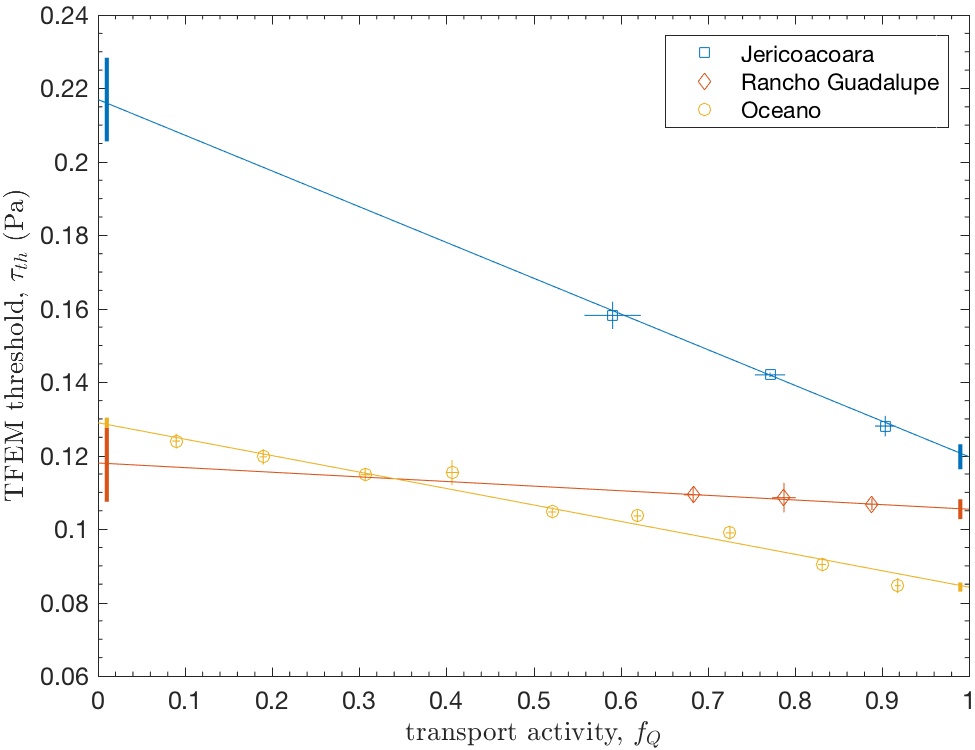 0.24
0.22
0.2
0.18
0.16
0.14
0.12
0.1
0.08
0.06
TFEM threshold, τ_th (Pa)
Jericoacoara
Rancho Guadalupe
Oceano
0 0.1 0.2 0.3 0.4 0.5 0.6 0.7 0.8 0.9 1
transport activity, f_Q